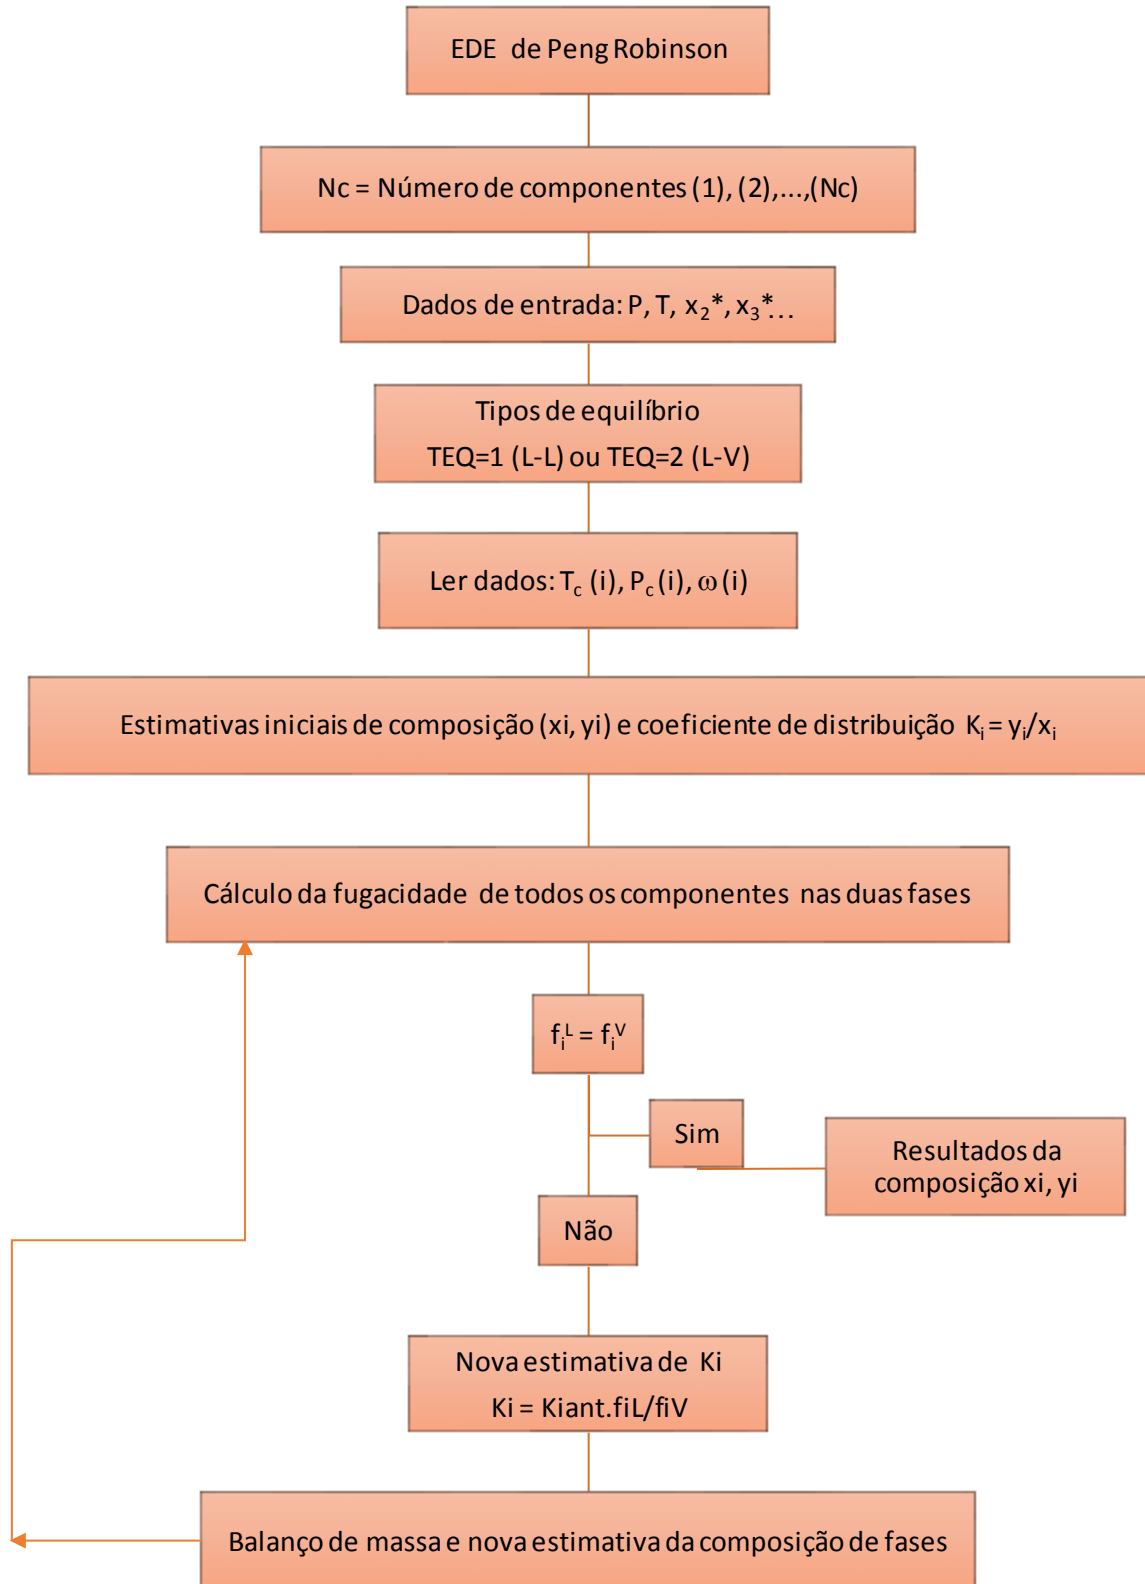 EDE de Peng Robinson
Nc = Número de componentes (1), (2),...,(Nc)
Dados de entrada: P, T, x₂*, x₃*...
Tipos de equilíbrio
TEQ=1 (L-L) ou TEQ=2 (L-V)
Ler dados: T꜀ (i), P꜀ (i), ω (i)
Estimativas iniciais de composição (xi, yi) e coeficiente de distribuição Kᵢ = yᵢ/xᵢ
Cálculo da fugacidade de todos os componentes nas duas fases
fᵢᴸ = fᵢⱽ
Sim
Resultados da
composição xi, yi
Não
Nova estimativa de Ki
Ki = Kiant.fiL/fiV
Balanço de massa e nova estimativa da composição de fases